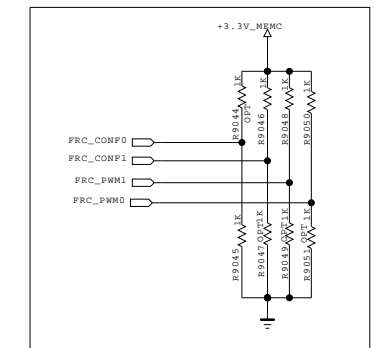 +3.3V_MEMC
R9044 1K OPT
R9046 1K
R9048 1K
R9050 1K
FRC_CONF0
FRC_CONF1
FRC_PWM1
FRC_PWM0
R9045 1K
R9047 OPT 1K
R9049 OPT 1K
R9051 OPT 1K